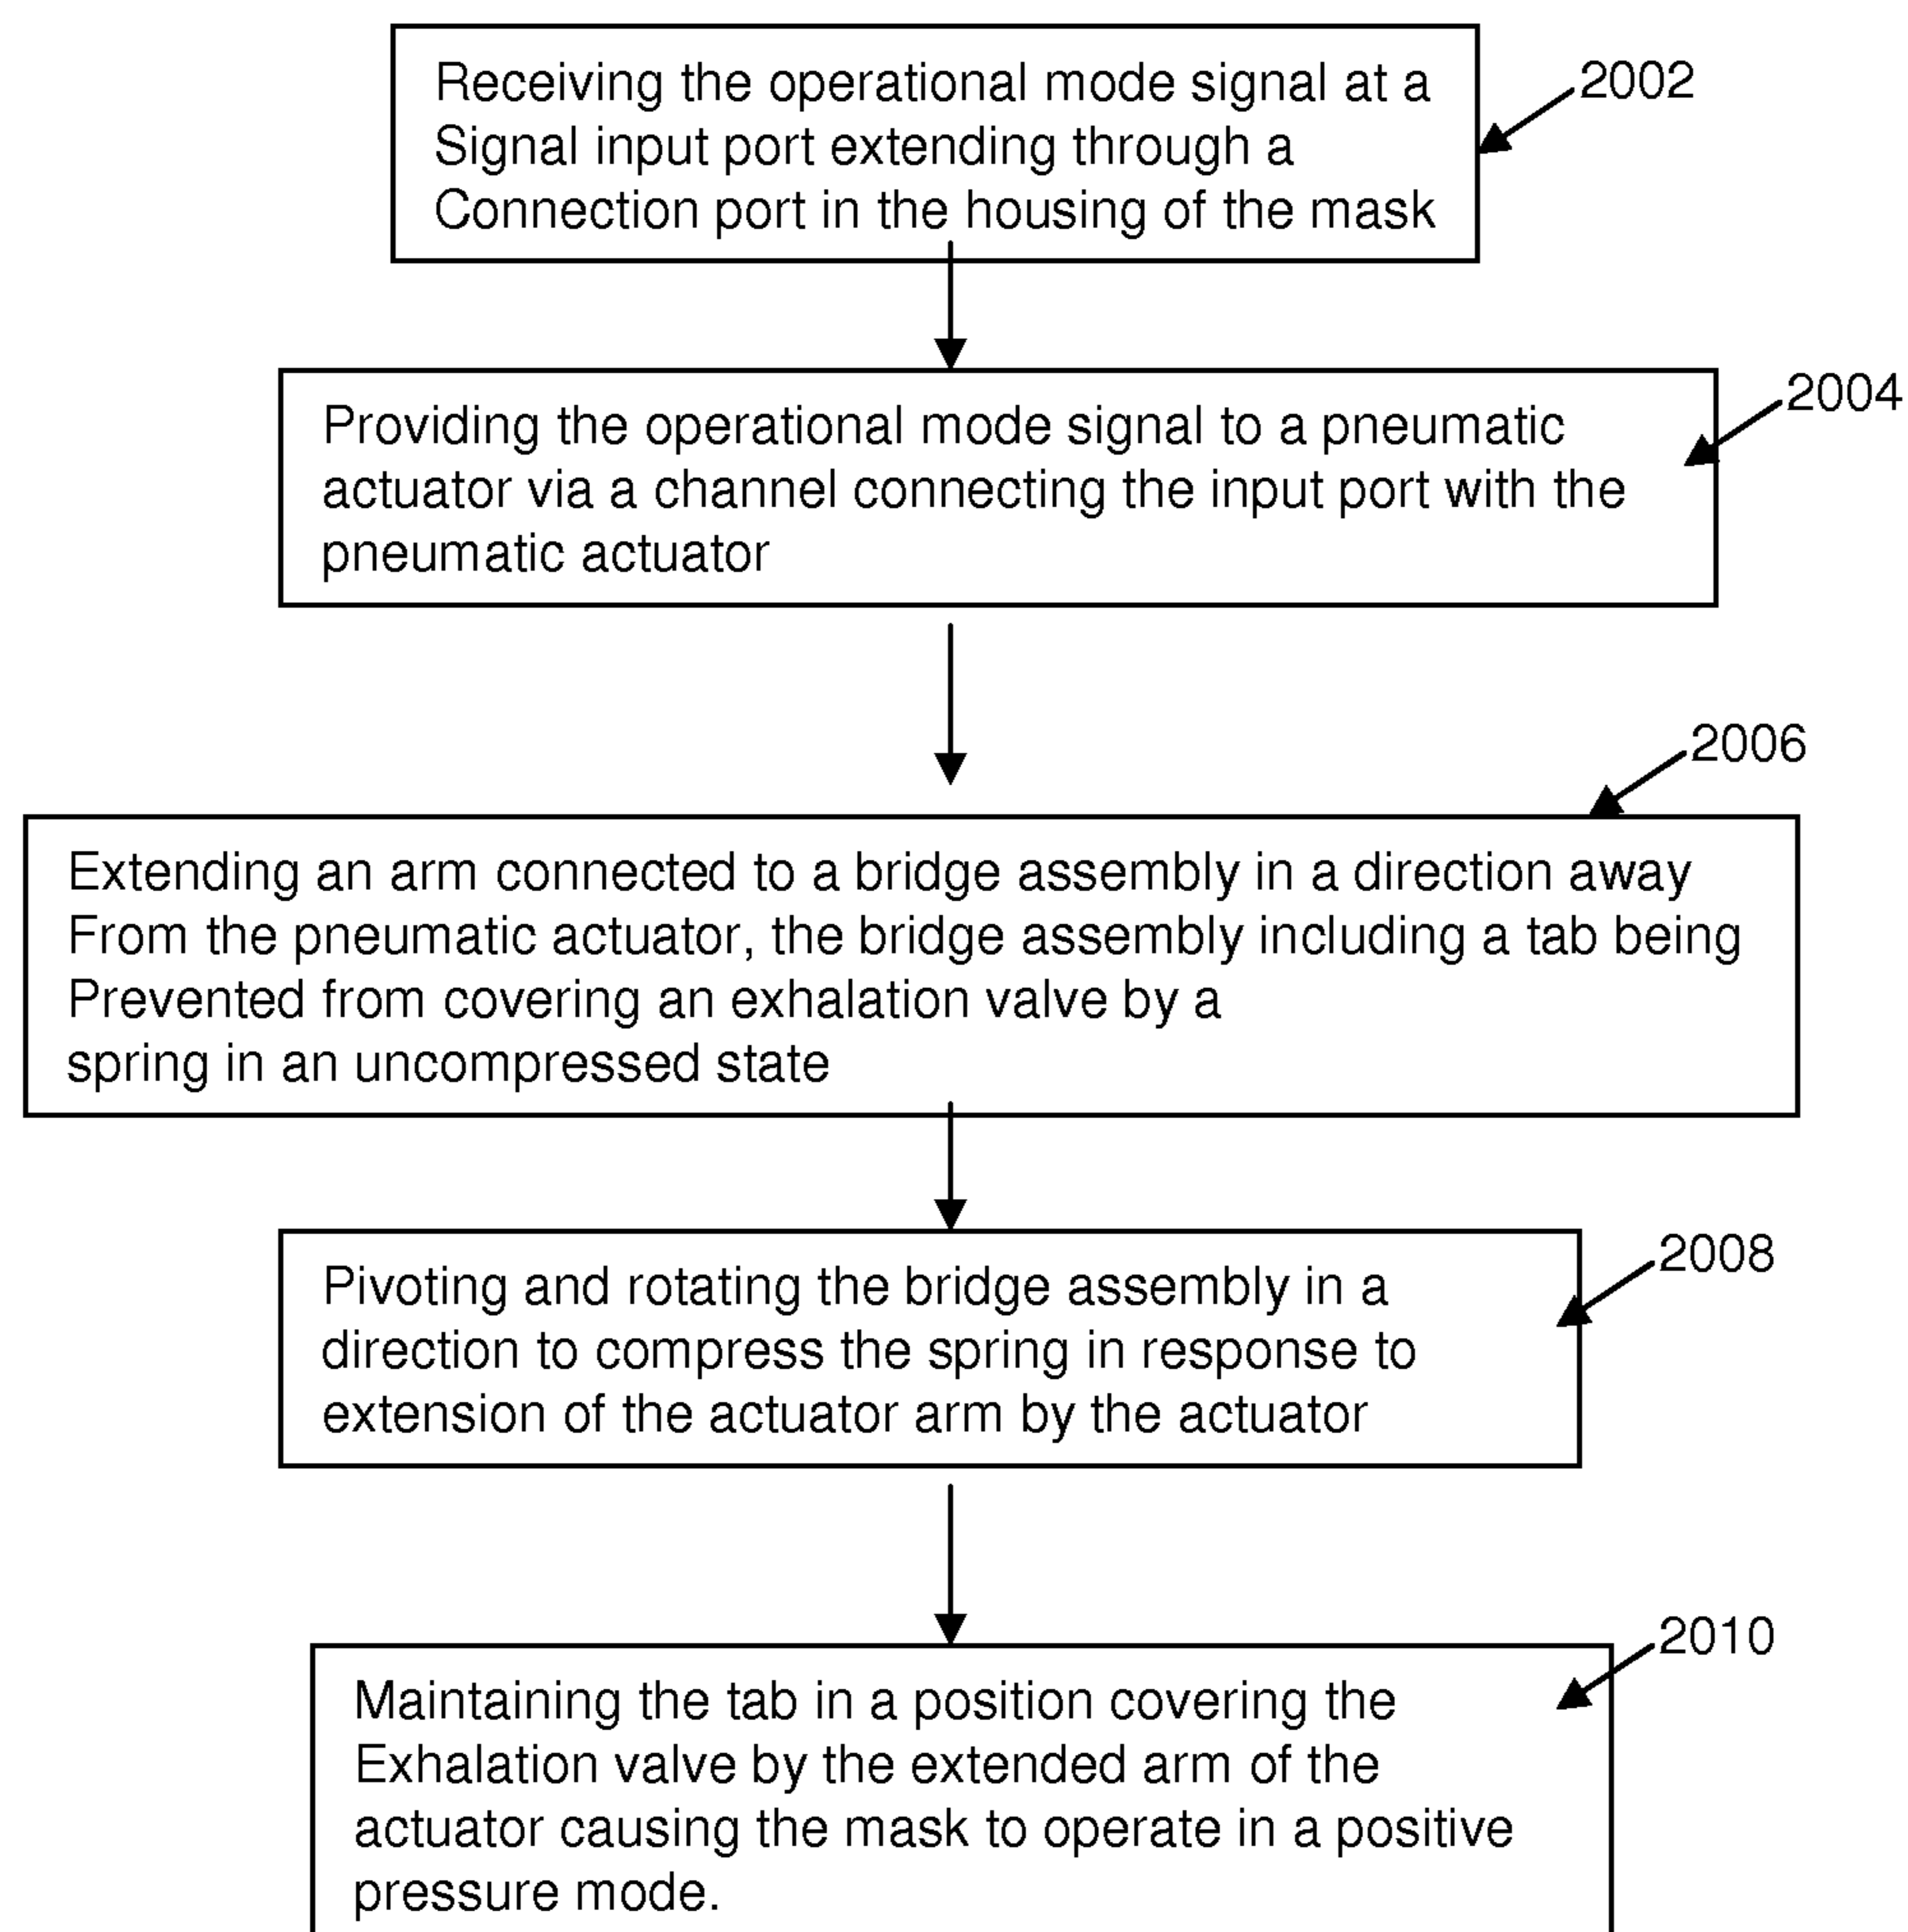 Receiving the operational mode signal at a
Signal input port extending through a
Connection port in the housing of the mask
2002
Providing the operational mode signal to a pneumatic
actuator via a channel connecting the input port with the
pneumatic actuator
2004
2006
Extending an arm connected to a bridge assembly in a direction away
From the pneumatic actuator, the bridge assembly including a tab being
Prevented from covering an exhalation valve by a
spring in an uncompressed state
Pivoting and rotating the bridge assembly in a
direction to compress the spring in response to
extension of the actuator arm by the actuator
2008
Maintaining the tab in a position covering the
Exhalation valve by the extended arm of the
actuator causing the mask to operate in a positive
pressure mode.
2010